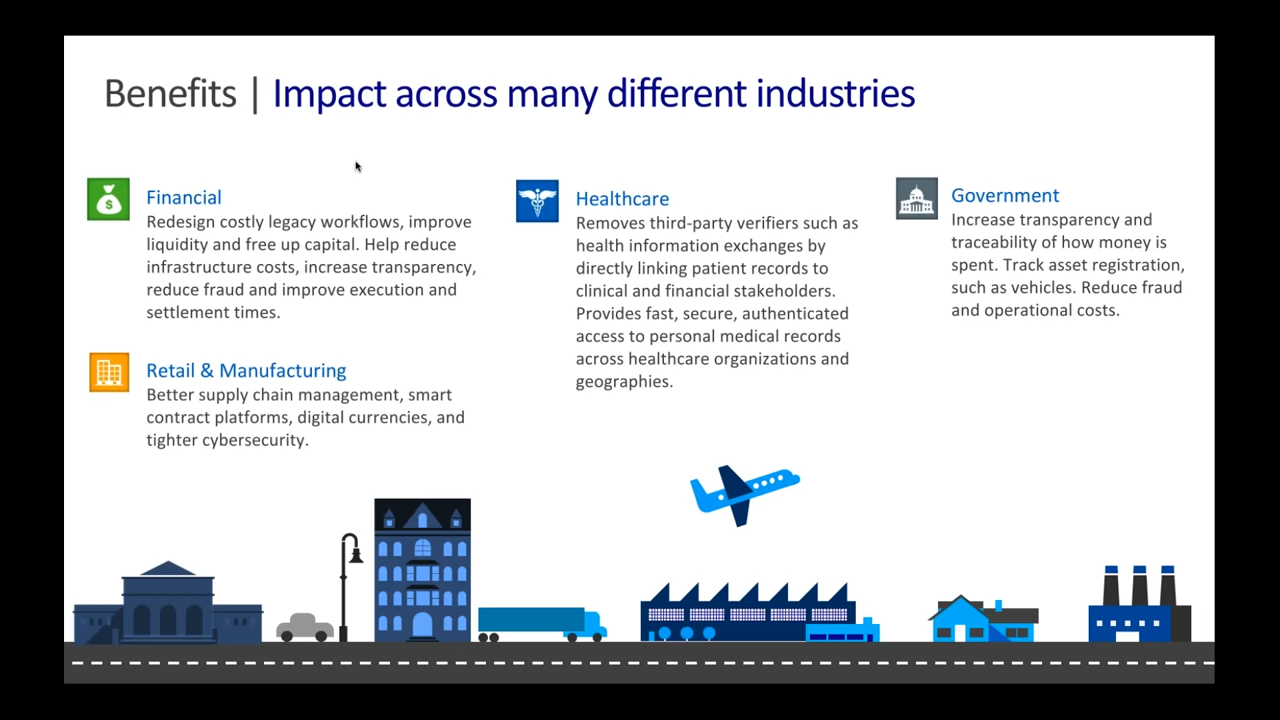 Benefits | Impact across many different industries
Financial
Redesign costly legacy workflows, improve
liquidity and free up capital. Help reduce
infrastructure costs, increase transparency,
reduce fraud and improve execution and
settlement times.
Retail & Manufacturing
Better supply chain management, smart
contract platforms, digital currencies, and
tighter cybersecurity.
Healthcare
Removes third-party verifiers such as
health information exchanges by
directly linking patient records to
clinical and financial stakeholders.
Provides fast, secure, authenticated
access to personal medical records
across healthcare organizations and
geographies.
Government
Increase transparency and
traceability of how money is
spent. Track asset registration,
such as vehicles. Reduce fraud
and operational costs.